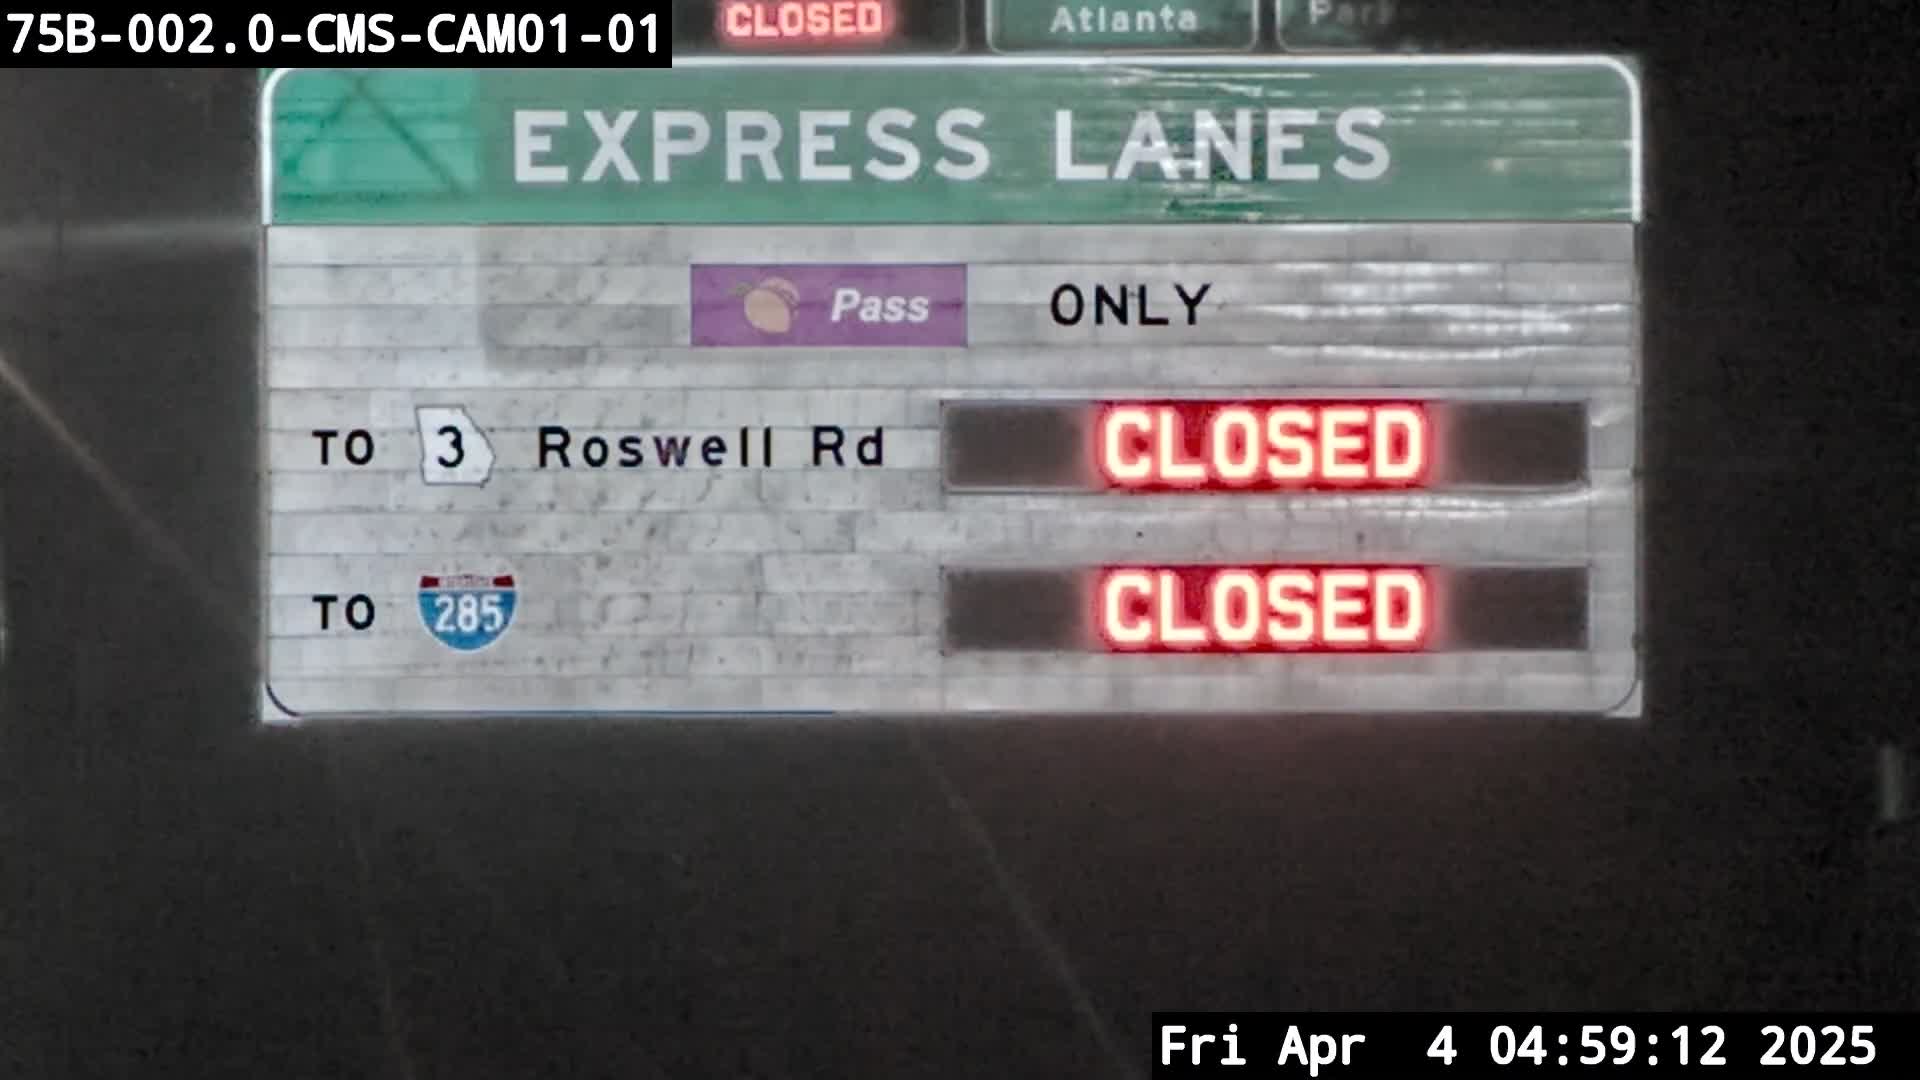 75B-002.0-CMS-CAM01-01
CLOSED
Atlanta
EXPRESS LANES
Pass ONLY
TO 3 Roswell Rd CLOSED
TO 285 CLOSED
Fri Apr 4 04:59:12 2025